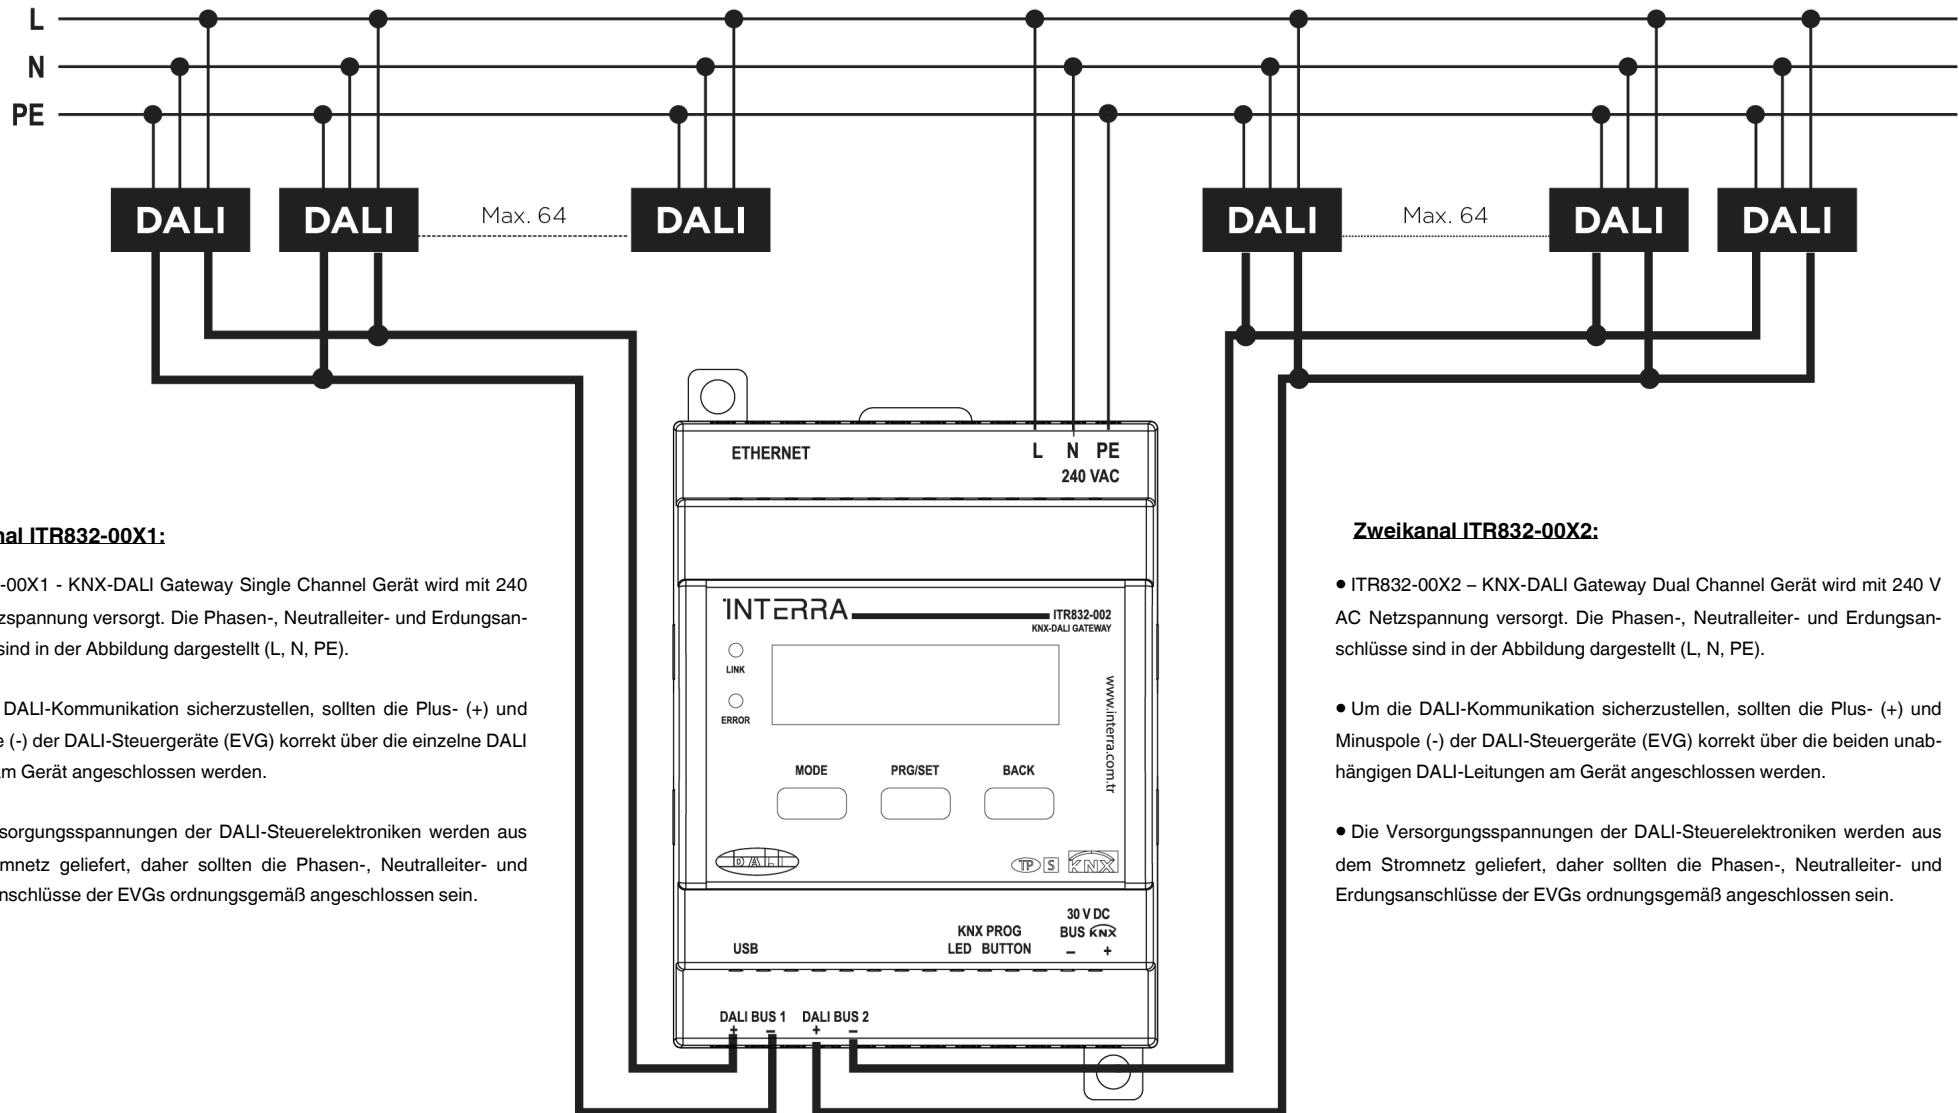 L
N
PE
DALI
DALI
Max. 64
DALI
DALI
Max. 64
DALI
DALI
ETHERNET
L N PE
240 VAC
nal ITR832-00X1:
-00X1 - KNX-DALI Gateway Single Channel Gerät wird mit 240
zspannung versorgt. Die Phasen-, Neutralleiter- und Erdungsan-
sind in der Abbildung dargestellt (L, N, PE).
DALI-Kommunikation sicherzustellen, sollten die Plus- (+) und
e (-) der DALI-Steuergeräte (EVG) korrekt über die einzelne DALI
am Gerät angeschlossen werden.
sorgungsspannungen der DALI-Steuerelektroniken werden aus
omnetz geliefert, daher sollten die Phasen-, Neutralleiter- und
nschlüsse der EVGs ordnungsgemäß angeschlossen sein.
INTERRA
ITR832-002
KNX-DALI GATEWAY
LINK
ERROR
www.interra.com.tr
MODE PRG/SET BACK
DALI
TP S KNX
USB
KNX PROG
LED BUTTON
30 V DC
BUS KNX
– +
DALI BUS 1 DALI BUS 2
+ – + –
Zweikanal ITR832-00X2:
• ITR832-00X2 – KNX-DALI Gateway Dual Channel Gerät wird mit 240 V
AC Netzspannung versorgt. Die Phasen-, Neutralleiter- und Erdungsan-
schlüsse sind in der Abbildung dargestellt (L, N, PE).
• Um die DALI-Kommunikation sicherzustellen, sollten die Plus- (+) und
Minuspole (-) der DALI-Steuergeräte (EVG) korrekt über die beiden unab-
hängigen DALI-Leitungen am Gerät angeschlossen werden.
• Die Versorgungsspannungen der DALI-Steuerelektroniken werden aus
dem Stromnetz geliefert, daher sollten die Phasen-, Neutralleiter- und
Erdungsanschlüsse der EVGs ordnungsgemäß angeschlossen sein.